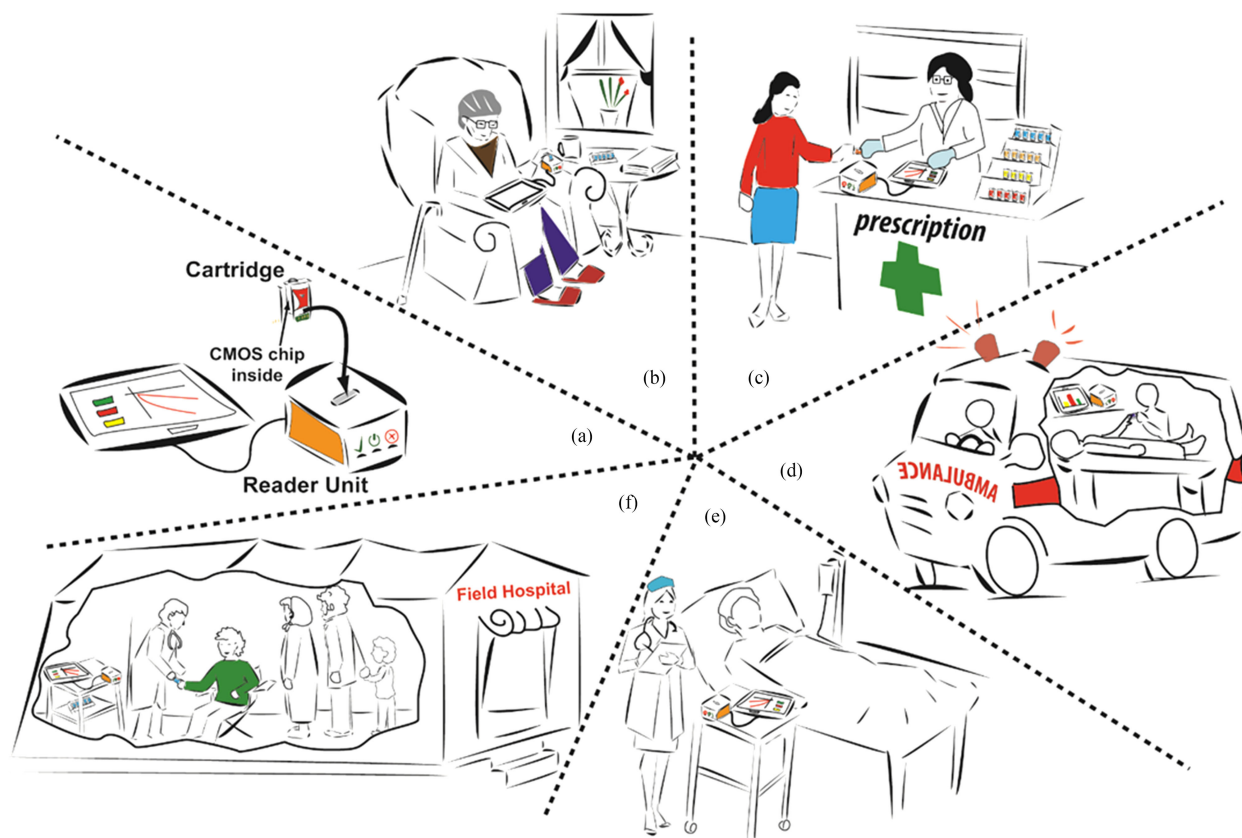 prescription
Cartridge
CMOS chip
inside
Reader Unit
(a)
(b)
(c)
(d)
(e)
(f)
AMBULANCE
Field Hospital